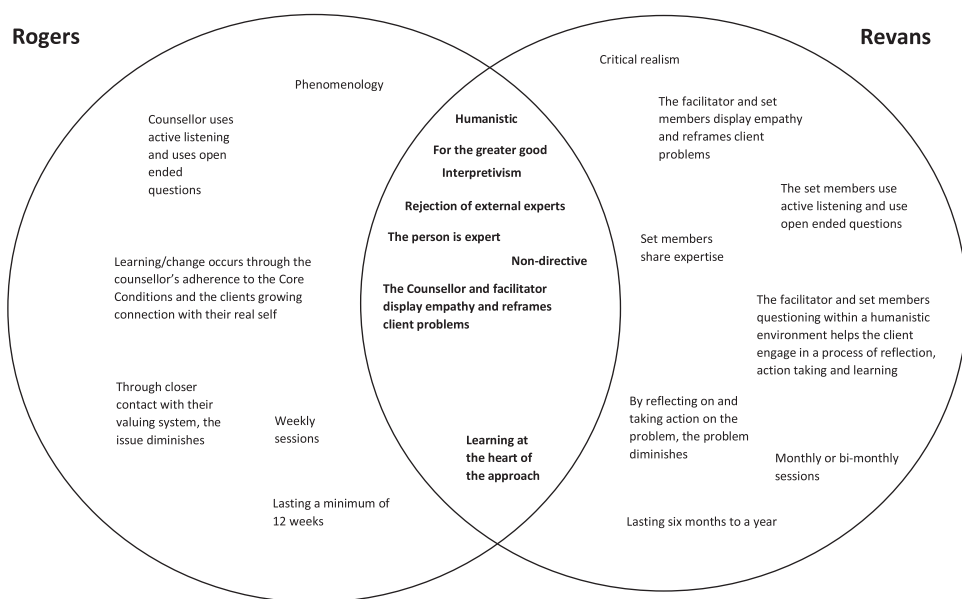 Rogers
Revans
Phenomenology
Counsellor uses
active listening
and uses open
ended
questions
Learning/change occurs through the
counsellor's adherence to the Core
Conditions and the clients growing
connection with their real self
Through closer
contact with their
valuing system, the
issue diminishes
Weekly
sessions
Lasting a minimum of
12 weeks
Humanistic
For the greater good
Interpretivism
Rejection of external experts
The person is expert
Non-directive
The Counsellor and facilitator
display empathy and reframes
client problems
Learning at
the heart of
the approach
Critical realism
The facilitator and set
members display empathy
and reframes client
problems
The set members use
active listening and use
open ended questions
Set members
share expertise
The facilitator and set members
questioning within a humanistic
environment helps the client
engage in a process of reflection,
action taking and learning
By reflecting on and
taking action on the
problem, the problem
diminishes
Monthly or bi-monthly
sessions
Lasting six months to a year